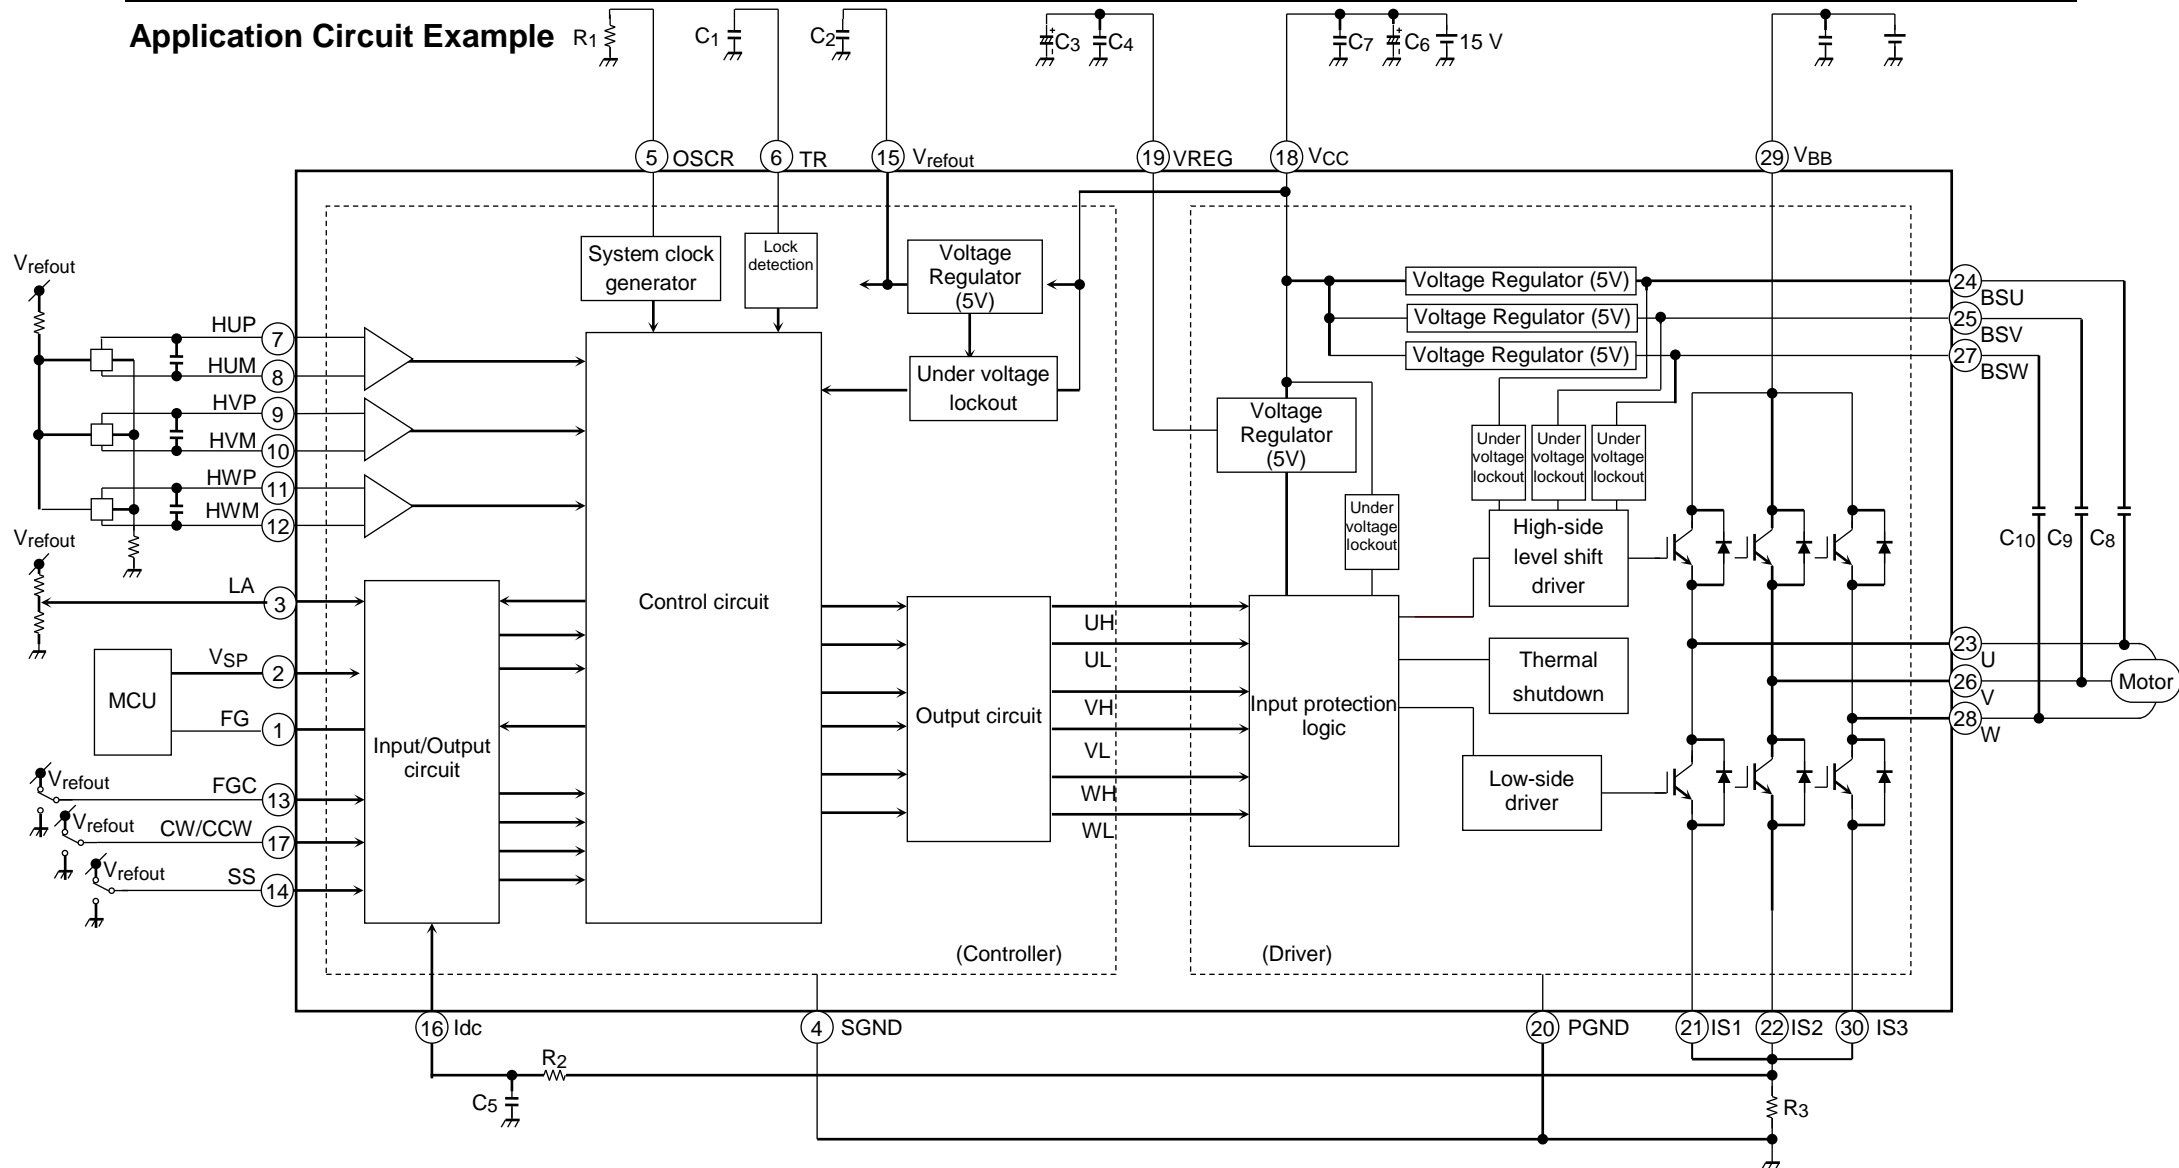 Application Circuit Example
R1
C1
C2
C3
C4
C7
C6
15 V
5
OSCR
6
TR
15
Vrefout
19
VREG
18
VCC
29
VBB
System clock
generator
Lock
detection
Voltage
Regulator
(5V)
Under voltage
lockout
Voltage Regulator (5V)
Voltage Regulator (5V)
Voltage Regulator (5V)
24
BSU
25
BSV
27
BSW
Vrefout
HUP
7
HUM
8
HVP
9
HVM
10
HWP
11
HWM
12
Voltage
Regulator
(5V)
Under
voltage
lockout
Under
voltage
lockout
Under
voltage
lockout
Under
voltage
lockout
High-side
level shift
driver
C10
C9
C8
Vrefout
LA
3
Control circuit
VSP
2
MCU
FG
1
Input/Output
circuit
Output circuit
UH
UL
VH
VL
WH
WL
Input protection
logic
Thermal
shutdown
Low-side
driver
23
U
26
V
28
W
Motor
Vrefout
FGC
13
Vrefout
CW/CCW
17
Vrefout
SS
14
(Controller)
(Driver)
16
Idc
4
SGND
20
PGND
21
IS1
22
IS2
30
IS3
R2
C5
R3